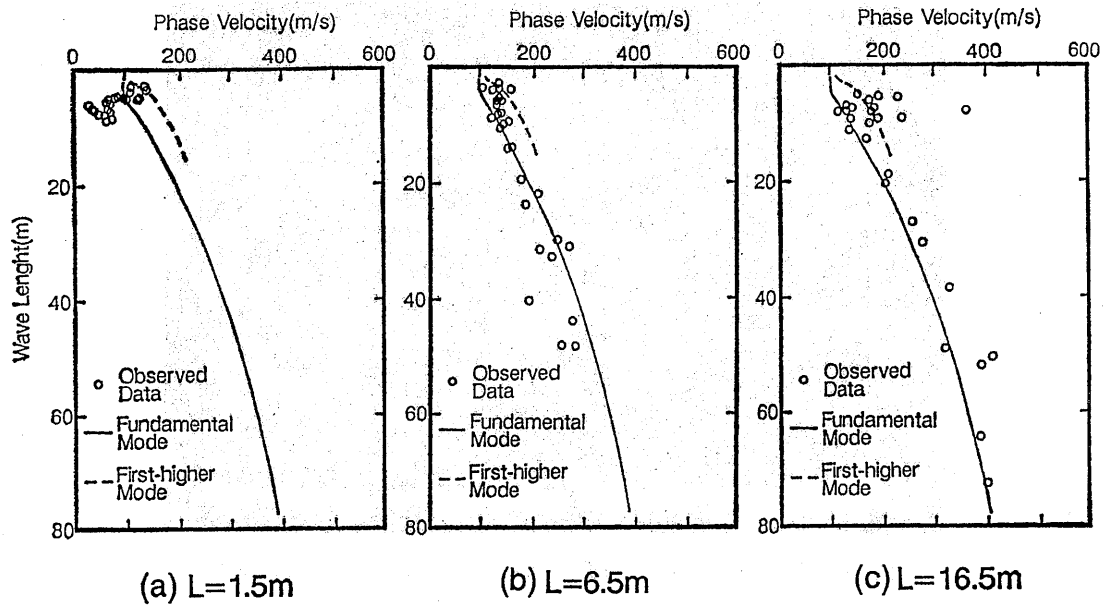 Phase Velocity(m/s)
0 200 400 600
Wave Lenght(m)
20
40
60
80
Observed
Data
Fundamental
Mode
First-higher
Mode
(a) L=1.5m
Phase Velocity(m/s)
0 200 400 600
20
40
60
80
Observed
Data
Fundamental
Mode
First-higher
Mode
(b) L=6.5m
Phase Velocity(m/s)
0 200 400 600
20
40
60
80
Observed
Data
Fundamental
Mode
First-higher
Mode
(c) L=16.5m